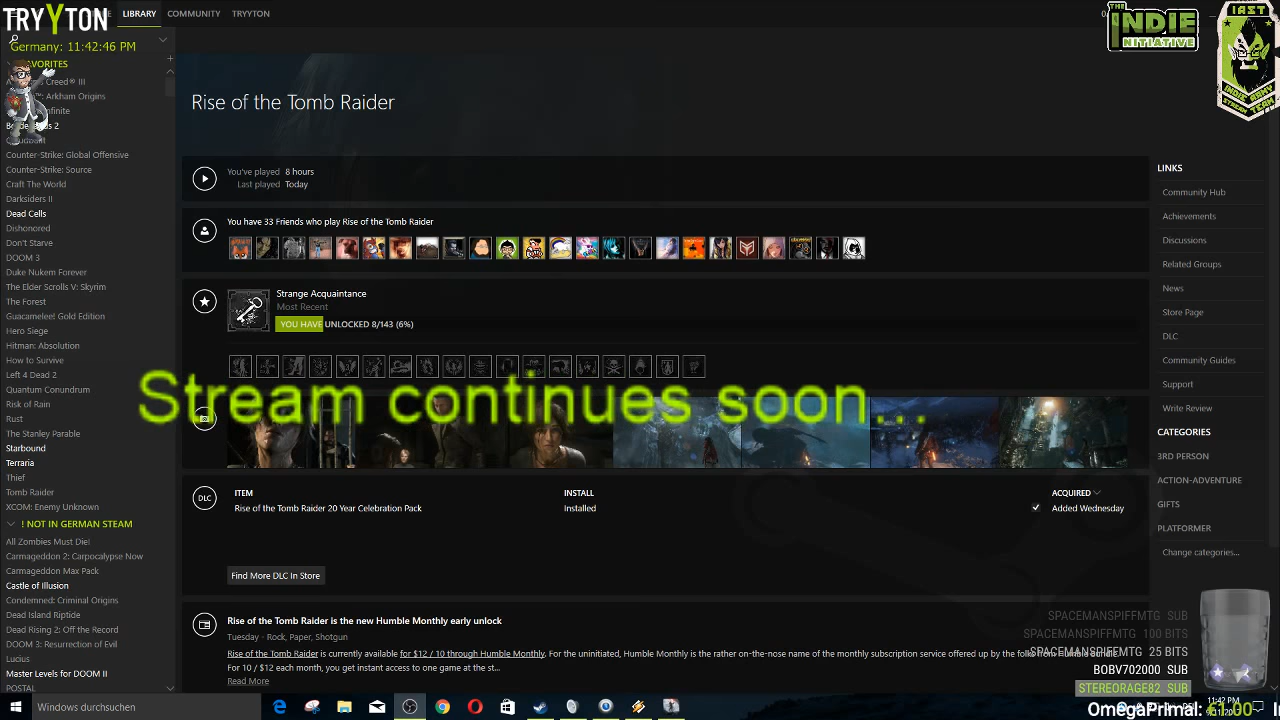 TRYYTON
LIBRARY COMMUNITY TRYYTON
THE INDIE INITIATIVE
INDIE ARMY STREAM TEAM
Germany: 11:42:46 PM
FAVORITES
Creed® III
Arkham Origins
Infinite
2
Counter-Strike: Global Offensive
Counter-Strike: Source
Craft The World
Darksiders II
Dead Cells
Dishonored
Don't Starve
DOOM 3
Duke Nukem Forever
The Elder Scrolls V: Skyrim
The Forest
Guacamelee! Gold Edition
Hero Siege
Hitman: Absolution
How to Survive
Left 4 Dead 2
Quantum Conundrum
Risk of Rain
Rust
The Stanley Parable
Starbound
Terraria
Thief
Tomb Raider
XCOM: Enemy Unknown
! NOT IN GERMAN STEAM
All Zombies Must Die!
Carmageddon 2: Carpocalypse Now
Carmageddon Max Pack
Castle of Illusion
Condemned: Criminal Origins
Dead Island Riptide
Dead Rising 2: Off the Record
DOOM 3: Resurrection of Evil
Lucius
Master Levels for DOOM II
POSTAL
Rise of the Tomb Raider
You've played 8 hours
Last played Today
You have 33 Friends who play Rise of the Tomb Raider
Strange Acquaintance
Most Recent
YOU HAVE UNLOCKED 8/143 (6%)
Stream continues soon...
DLC
ITEM INSTALL ACQUIRED
Rise of the Tomb Raider 20 Year Celebration Pack Installed Added Wednesday
Find More DLC In Store
Rise of the Tomb Raider is the new Humble Monthly early unlock
Tuesday - Rock, Paper, Shotgun
Rise of the Tomb Raider is currently available for $12 / 10 through Humble Monthly. For the uninitiated, Humble Monthly is the rather on-the-nose name of the monthly subscription service offered up by the folks from Humble
For 10 / $12 each month, you get instant access to one game at the st...
Read More
LINKS
Community Hub
Achievements
Discussions
Related Groups
News
Store Page
DLC
Community Guides
Support
Write Review
CATEGORIES
3RD PERSON
ACTION-ADVENTURE
GIFTS
PLATFORMER
Change categories...
SPACEMANSPIFFMTG SUB
SPACEMANSPIFFMTG 100 BITS
SPACEMANSPIFFMTG 25 BITS
BOBV702000 SUB
STEREORAGE82 SUB
Windows durchsuchen
11:42 PM
OmegaPrimal: €1.00